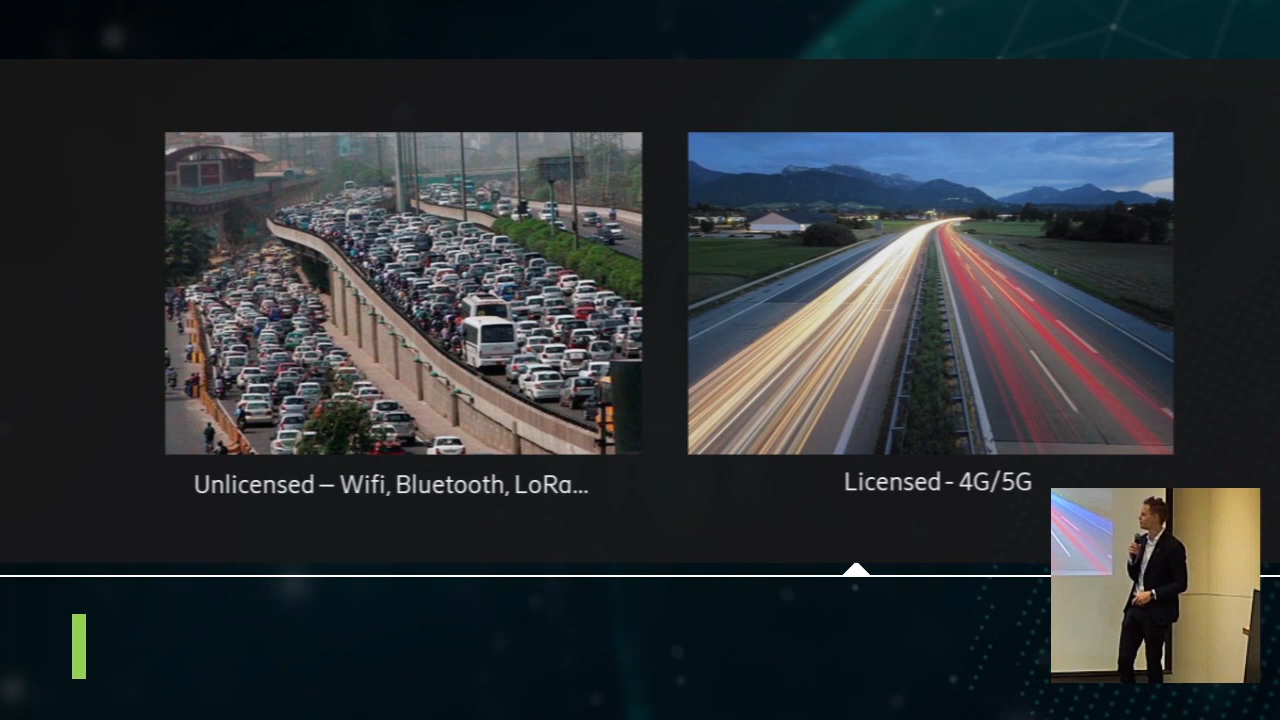 Unlicensed – Wifi, Bluetooth, LoRa...
Licensed - 4G/5G